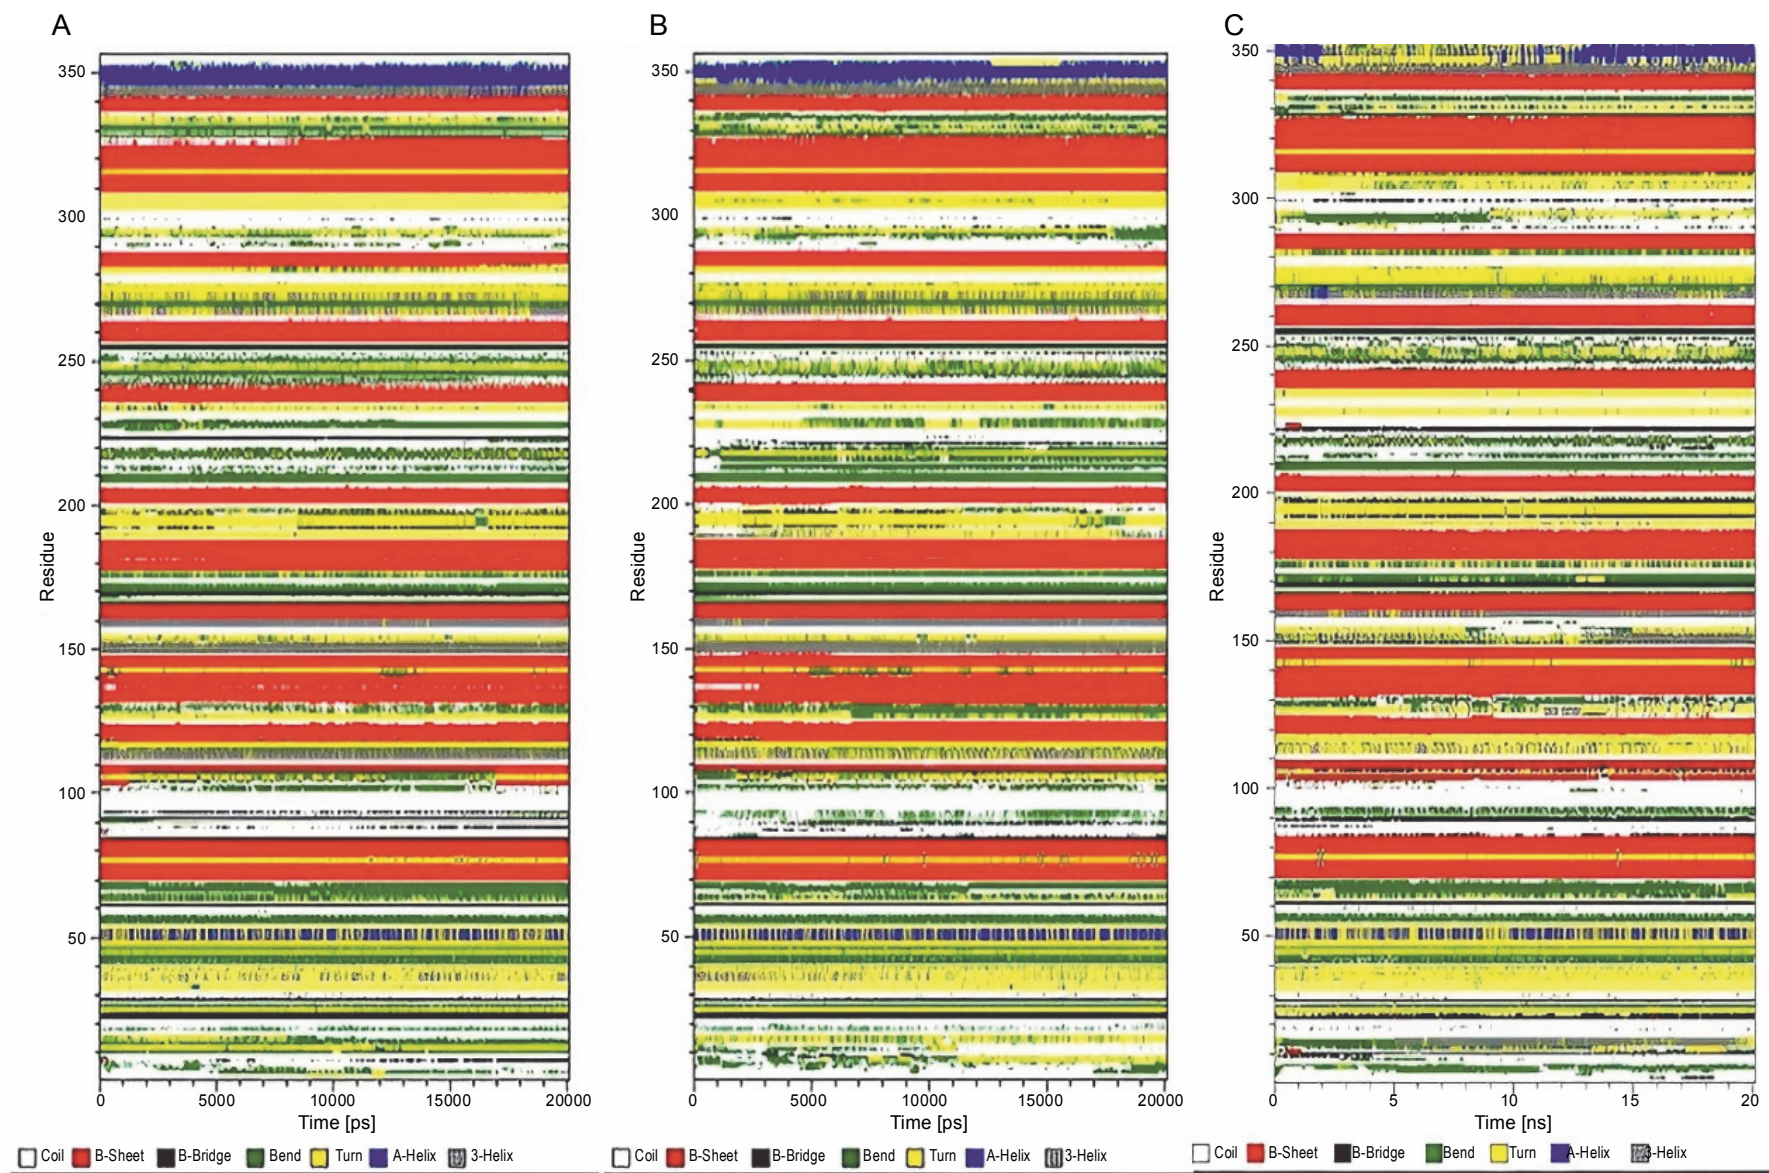 A B C
350 350 350
300 300 300
250 250 250
200 200 200
Residue Residue Residue
150 150 150
100 100 100
50 50 50
0 5000 10000 15000 20000 0 5000 10000 15000 20000 0 5 10 15 20
Time [ps] Time [ps] Time [ns]
Coil B-Sheet B-Bridge Bend Turn A-Helix 3-Helix Coil B-Sheet B-Bridge Bend Turn A-Helix 3-Helix Coil B-Sheet B-Bridge Bend Turn A-Helix 3-Helix